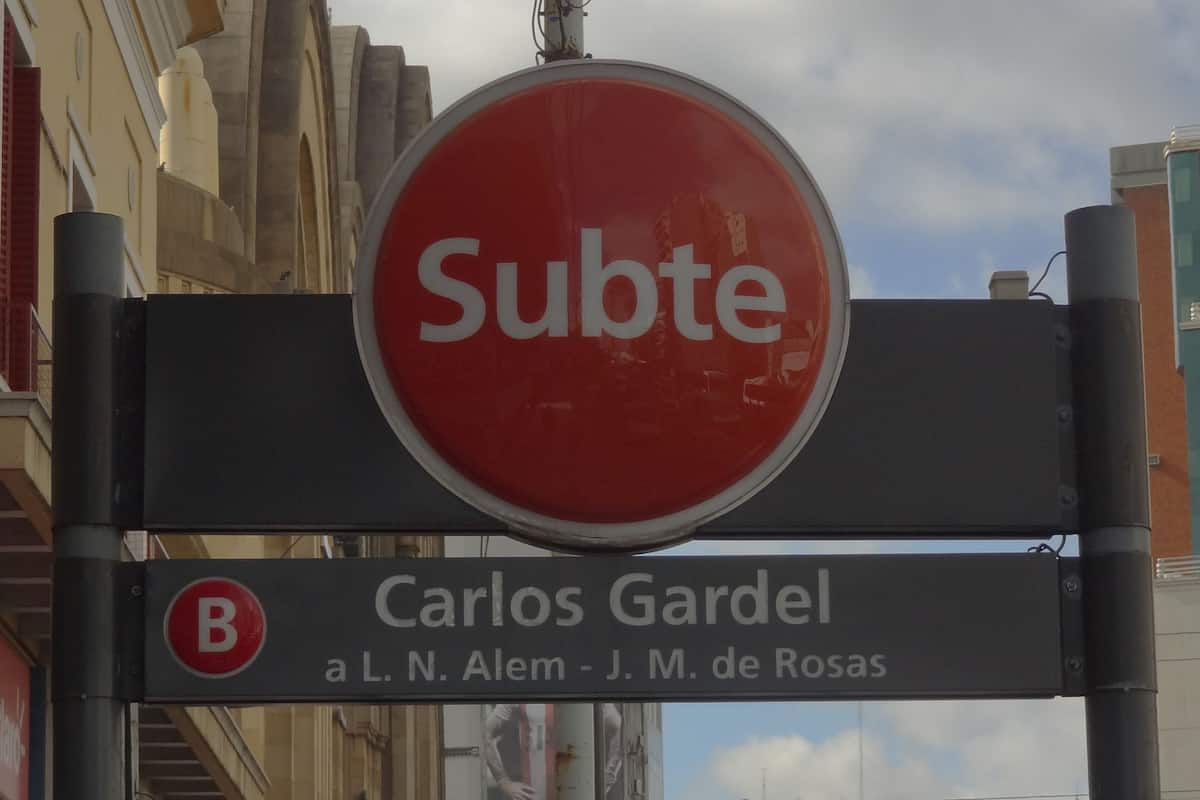 Subte
B
Carlos Gardel
a L. N. Alem - J. M. de Rosas